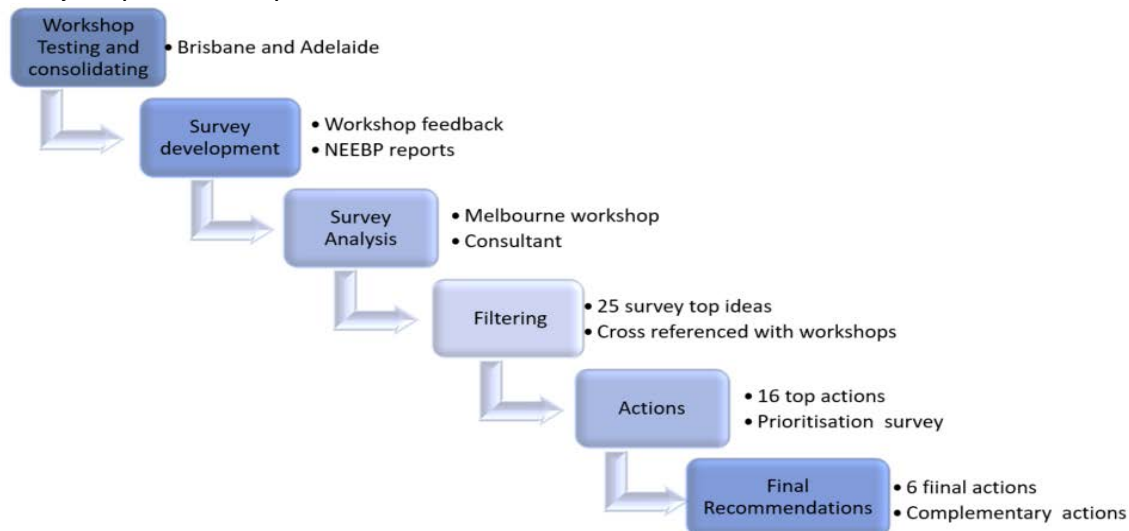 Workshop
Testing and
consolidating
• Brisbane and Adelaide
Survey
development
• Workshop feedback
• NEEBP reports
Survey
Analysis
• Melbourne workshop
• Consultant
Filtering
• 25 survey top ideas
• Cross referenced with workshops
Actions
• 16 top actions
• Prioritisation survey
Final
Recommendations
• 6 fiinal actions
• Complementary actions